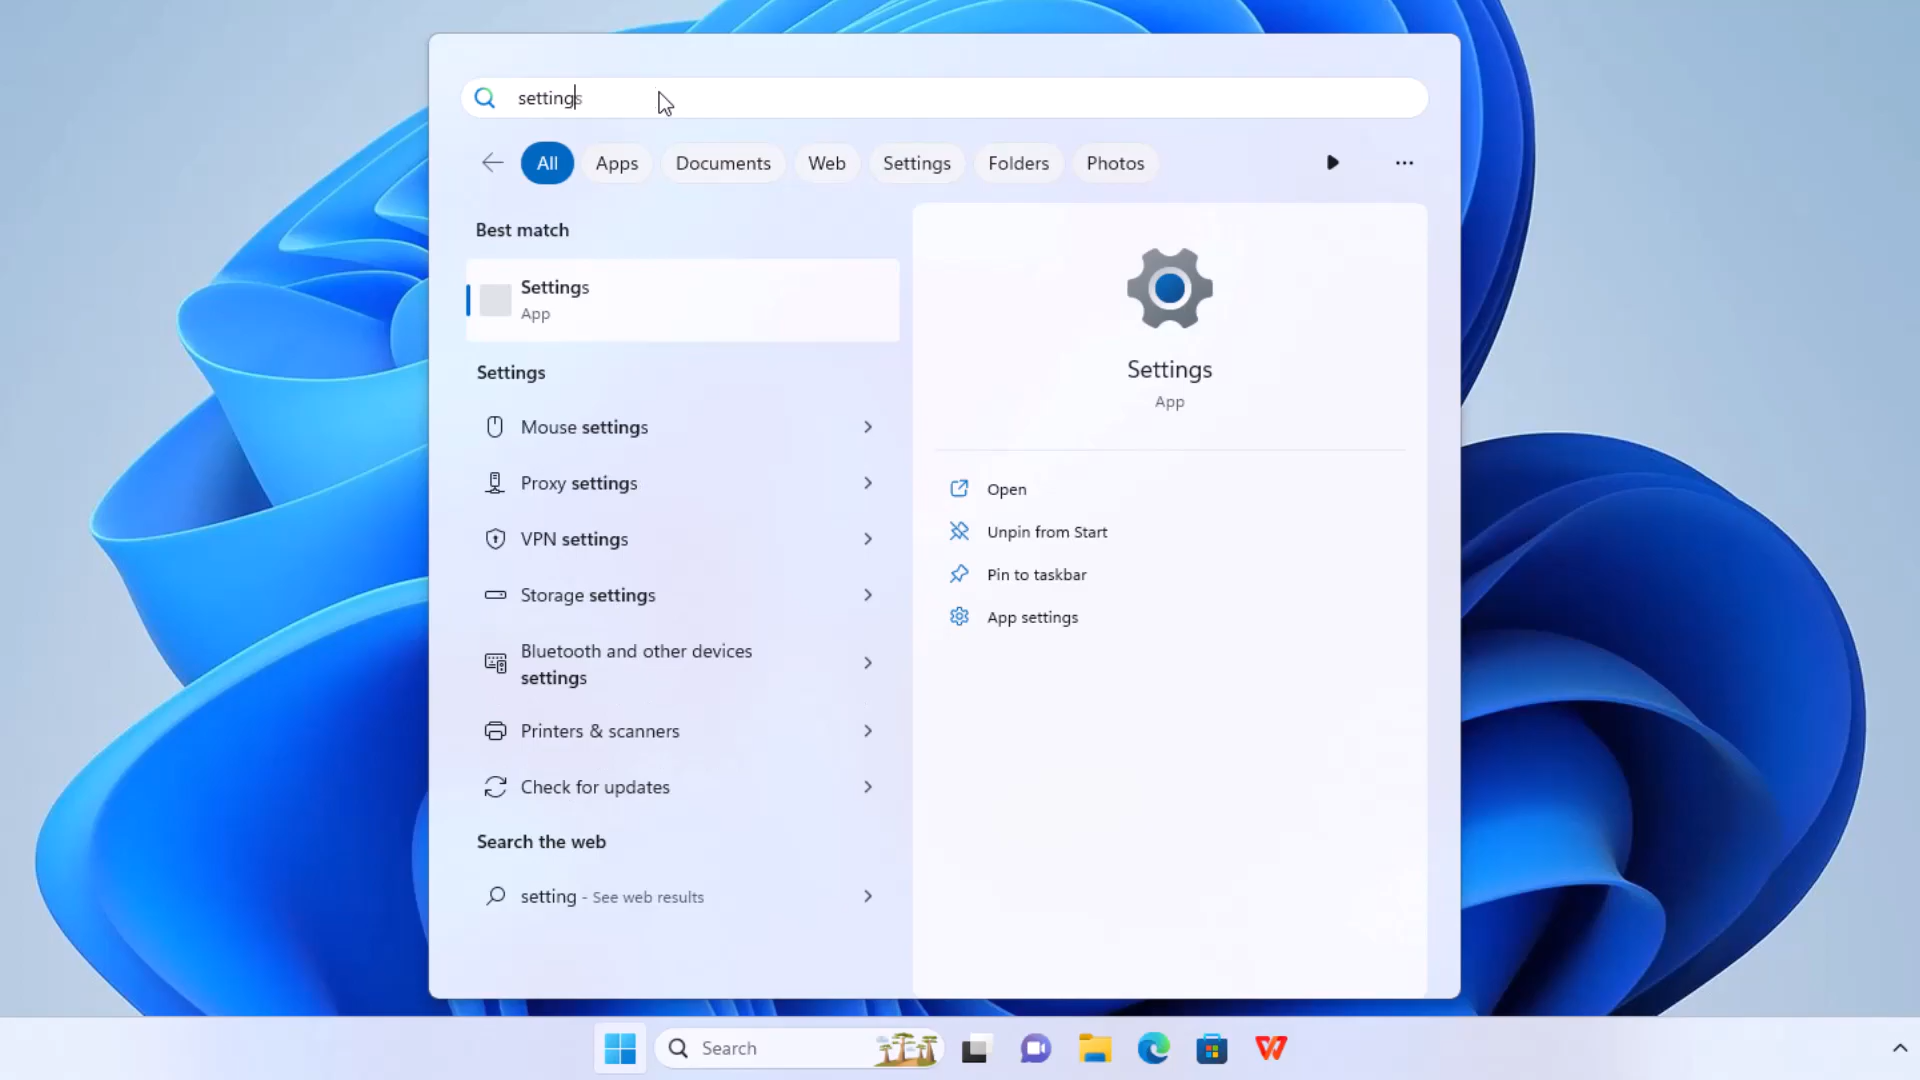 settings
All Apps Documents Web Settings Folders Photos
Best match
Settings
App
Settings
Mouse settings
Proxy settings
VPN settings
Storage settings
Bluetooth and other devices
settings
Printers & scanners
Check for updates
Search the web
setting - See web results
Settings
App
Open
Unpin from Start
Pin to taskbar
App settings
Search